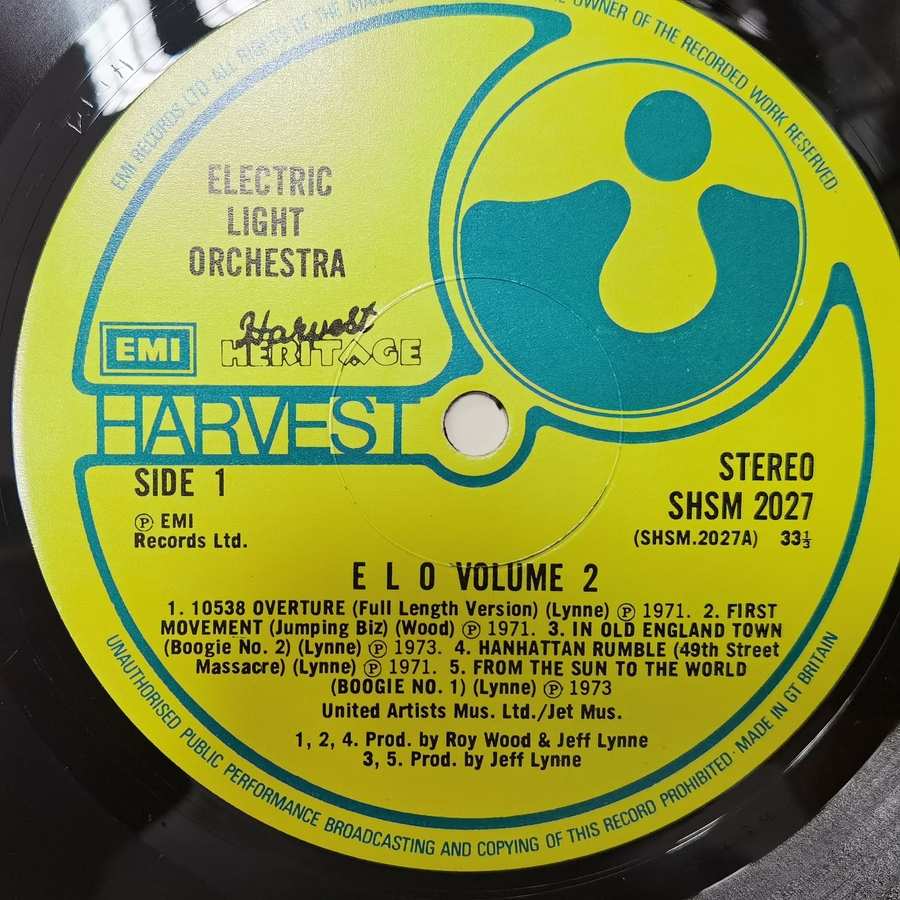 EMI RECORDS LTD ALL RIGHTS OF THE OWNER OF THE RECORDED WORK RESERVED
ELECTRIC
LIGHT
ORCHESTRA
EMI
Harvest
HERITAGE
HARVEST
SIDE 1
STEREO
SHSM 2027
(SHSM.2027A) 33⅓
Ⓟ EMI
Records Ltd.
E L O VOLUME 2
1. 10538 OVERTURE (Full Length Version) (Lynne) Ⓟ 1971. 2. FIRST
MOVEMENT (Jumping Biz) (Wood) Ⓟ 1971. 3. IN OLD ENGLAND TOWN
(Boogie No. 2) (Lynne) Ⓟ 1973. 4. HANHATTAN RUMBLE (49th Street
Massacre) (Lynne) Ⓟ 1971. 5. FROM THE SUN TO THE WORLD
(BOOGIE NO. 1) (Lynne) Ⓟ 1973
United Artists Mus. Ltd./Jet Mus.
1, 2, 4. Prod. by Roy Wood & Jeff Lynne
3, 5. Prod. by Jeff Lynne
UNAUTHORISED PUBLIC PERFORMANCE BROADCASTING AND COPYING OF THIS RECORD PROHIBITED · MADE IN GT BRITAIN